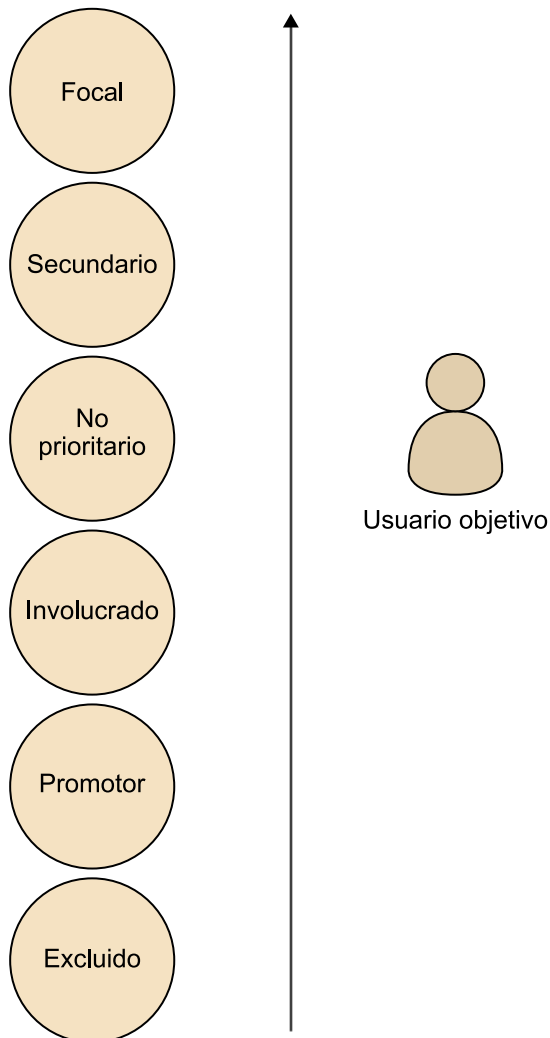 Focal
Secundario
No
prioritario
Usuario objetivo
Involucrado
Promotor
Excluido